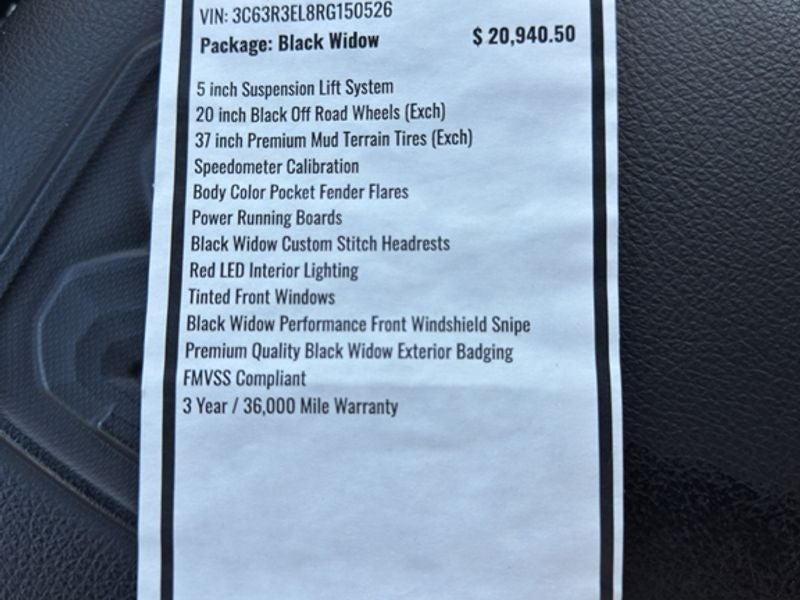 VIN: 3C63R3EL8RG150526
Package: Black Widow $ 20,940.50
5 inch Suspension Lift System
20 inch Black Off Road Wheels (Exch)
37 inch Premium Mud Terrain Tires (Exch)
Speedometer Calibration
Body Color Pocket Fender Flares
Power Running Boards
Black Widow Custom Stitch Headrests
Red LED Interior Lighting
Tinted Front Windows
Black Widow Performance Front Windshield Snipe
Premium Quality Black Widow Exterior Badging
FMVSS Compliant
3 Year / 36,000 Mile Warranty